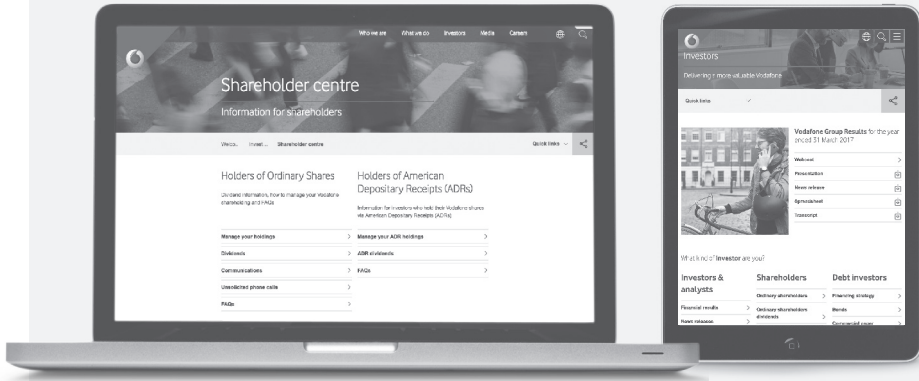 Who we are What we do Investors Media Careers
Shareholder centre
Information for shareholders
Welco... Invest... Shareholder centre
Quick links
Holders of Ordinary Shares
Dividend information, how to manage your Vodafone
shareholding and FAQs
Manage your holdings
Dividends
Communications
Unsolicited phone calls
FAQs
Holders of American
Depositary Receipts (ADRs)
Information for investors who hold their Vodafone shares
via American Depositary Receipts (ADRs)
Manage your ADR holdings
ADR dividends
FAQs
Investors
Delivering a more valuable Vodafone
Quick links
Vodafone Group Results for the year
ended 31 March 2017
Webcast
Presentation
News release
Spreadsheet
Transcript
What kind of Investor are you?
Investors &
analysts
Financial results
News releases
Shareholders
Ordinary shareholders
Ordinary shareholders
dividends
Debt investors
Financing strategy
Bonds
Commercial paper